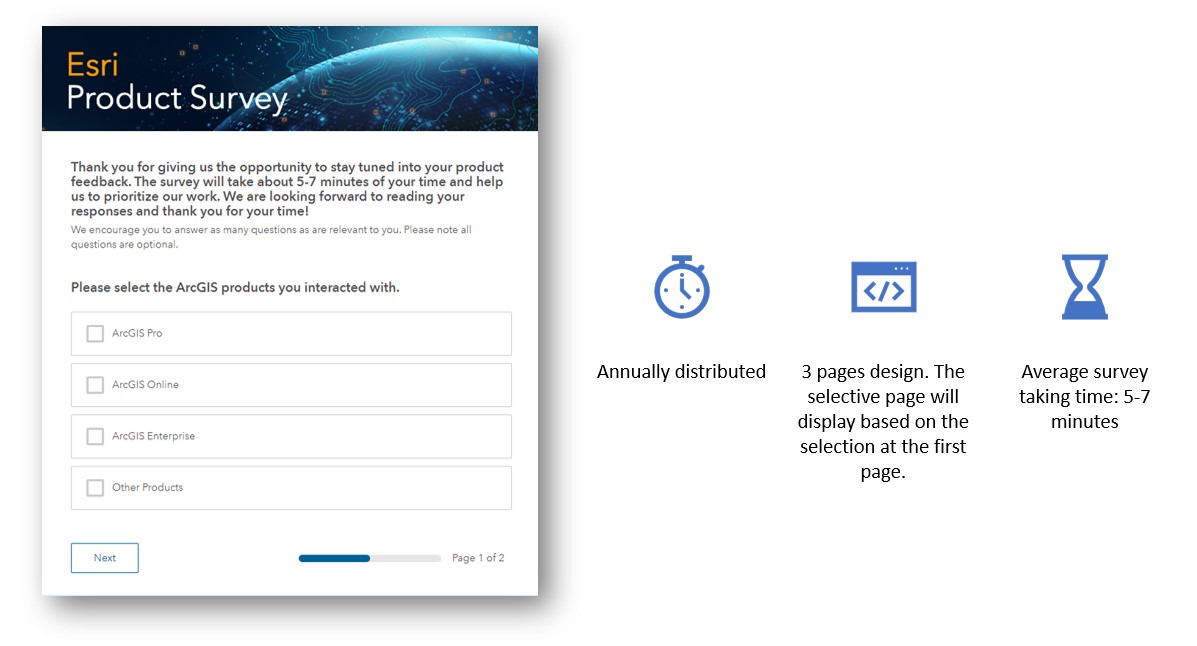 Esri
Product Survey
Thank you for giving us the opportunity to stay tuned into your product
feedback. The survey will take about 5-7 minutes of your time and help
us to prioritize our work. We are looking forward to reading your
responses and thank you for your time!
We encourage you to answer as many questions as are relevant to you. Please note all
questions are optional.
Please select the ArcGIS products you interacted with.
ArcGIS Pro
ArcGIS Online
ArcGIS Enterprise
Other Products
Next
Page 1 of 2
Annually distributed
</>
3 pages design. The
selective page will
display based on the
selection at the first
page.
Average survey
taking time: 5-7
minutes